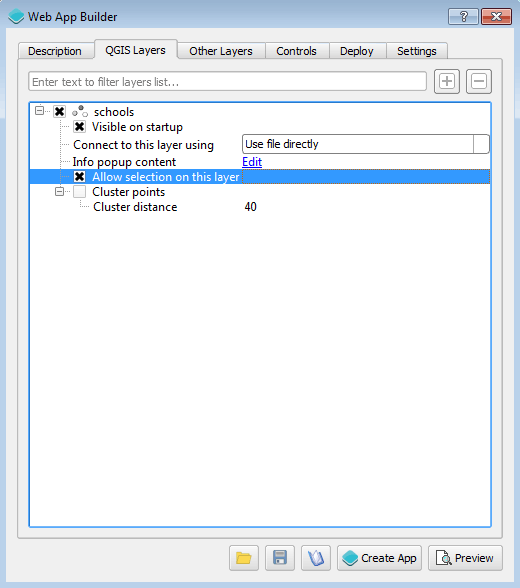 Web App Builder
?
Description QGIS Layers Other Layers Controls Deploy Settings
Enter text to filter layers list...
schools
Visible on startup
Connect to this layer using Use file directly
Info popup content Edit
Allow selection on this layer
Cluster points
Cluster distance 40
Create App Preview